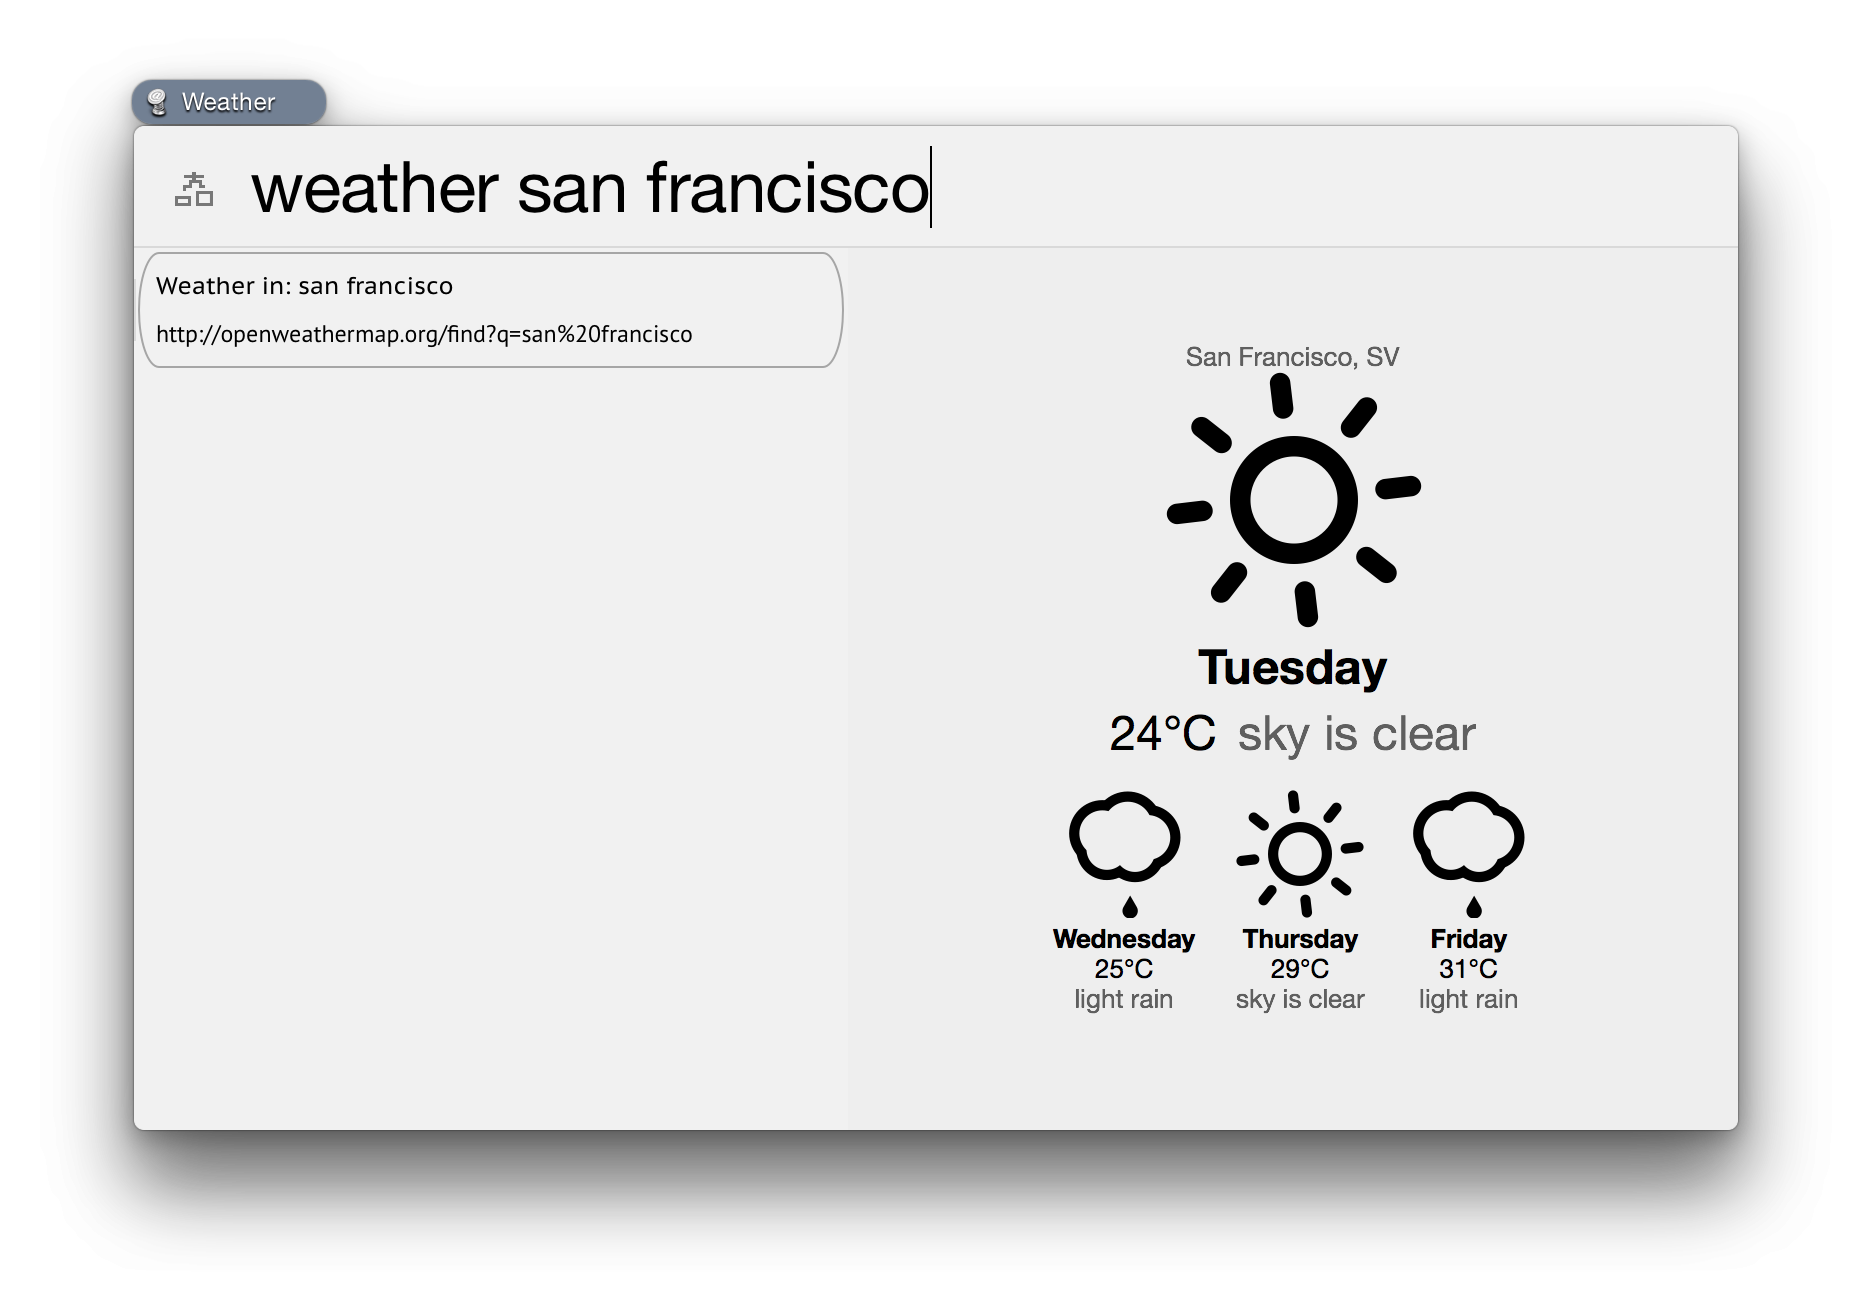 Weather
weather san francisco
Weather in: san francisco
http://openweathermap.org/find?q=san%20francisco
San Francisco, SV
Tuesday
24°C sky is clear
Wednesday Thursday Friday
25°C 29°C 31°C
light rain sky is clear light rain